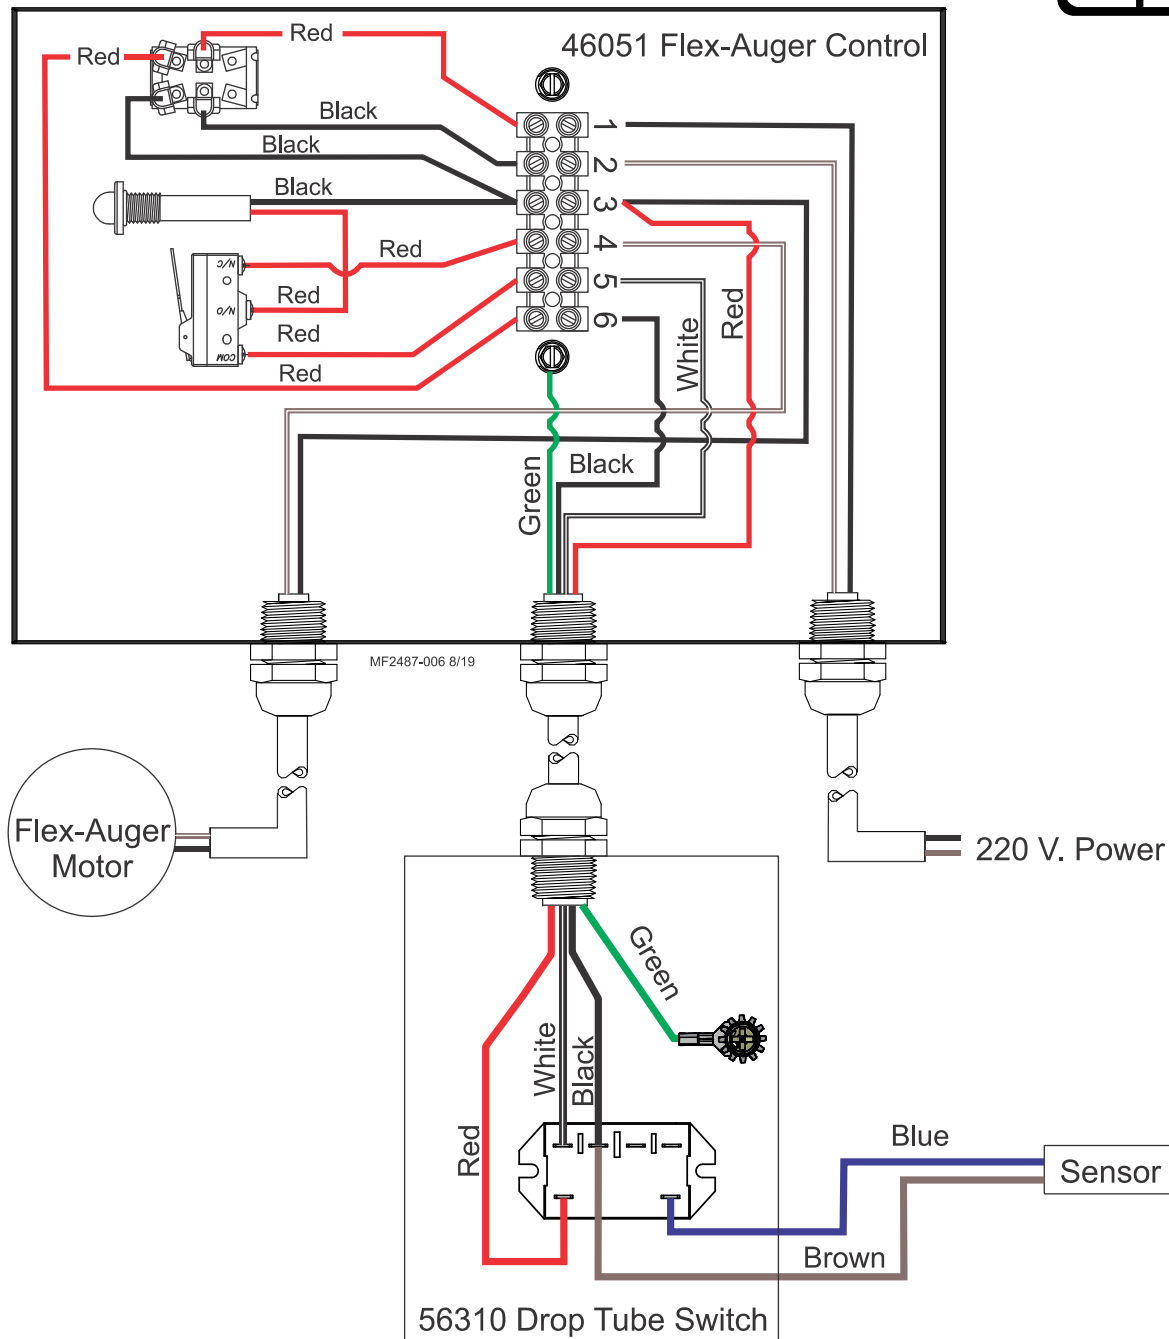 46051 Flex-Auger Control
Red
Red
Black
Black
Black
Red
Red
Red
Red
N/C
N/O
COM
1
2
3
4
5
6
Red
White
Black
Green
MF2487-006 8/19
Flex-Auger
Motor
220 V. Power
Green
White
Black
Red
Blue
Sensor
Brown
56310 Drop Tube Switch